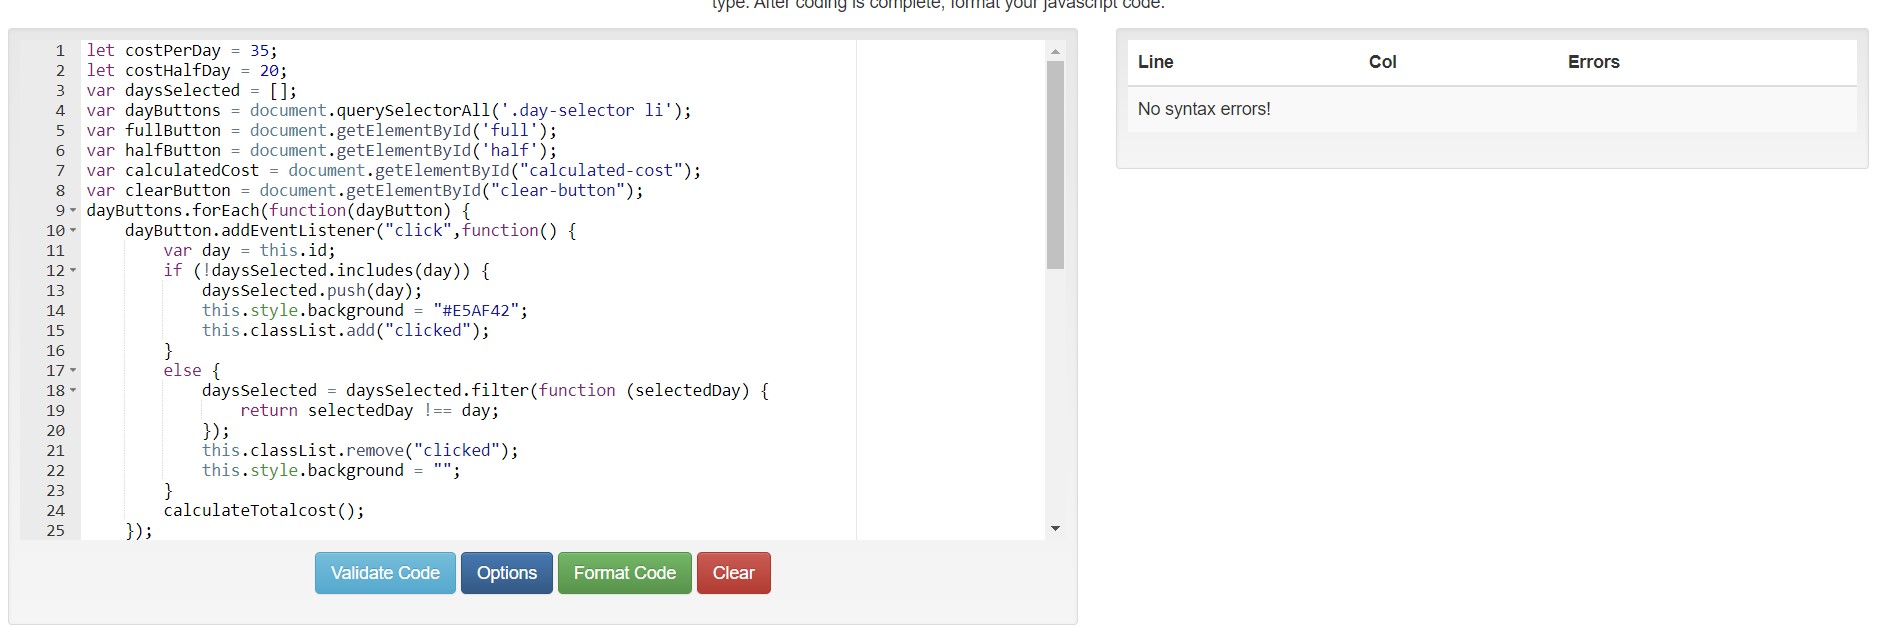 type. After coding is complete, format your javascript code.
1 let costPerDay = 35;
2 let costHalfDay = 20;
3 var daysSelected = [];
4 var dayButtons = document.querySelectorAll('.day-selector li');
5 var fullButton = document.getElementById('full');
6 var halfButton = document.getElementById('half');
7 var calculatedCost = document.getElementById("calculated-cost");
8 var clearButton = document.getElementById("clear-button");
9 dayButtons.forEach(function(dayButton) {
10     dayButton.addEventListener("click",function() {
11         var day = this.id;
12         if (!daysSelected.includes(day)) {
13             daysSelected.push(day);
14             this.style.background = "#E5AF42";
15             this.classList.add("clicked");
16         }
17         else {
18             daysSelected = daysSelected.filter(function (selectedDay) {
19                 return selectedDay !== day;
20             });
21             this.classList.remove("clicked");
22             this.style.background = "";
23         }
24         calculateTotalcost();
25     });
Validate Code Options Format Code Clear
Line Col Errors
No syntax errors!